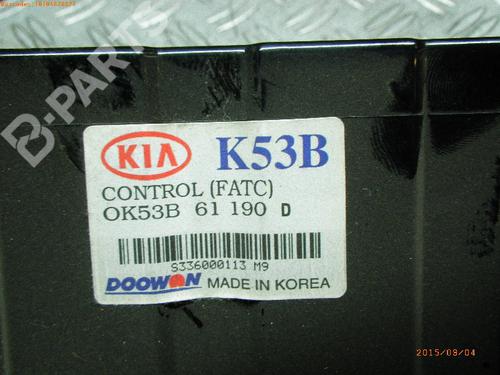 B-PARTS
KIA
K53B
CONTROL (FATC)
OK53B 61 190 D
S336000113 M9
DOOWON MADE IN KOREA
2015/09/04